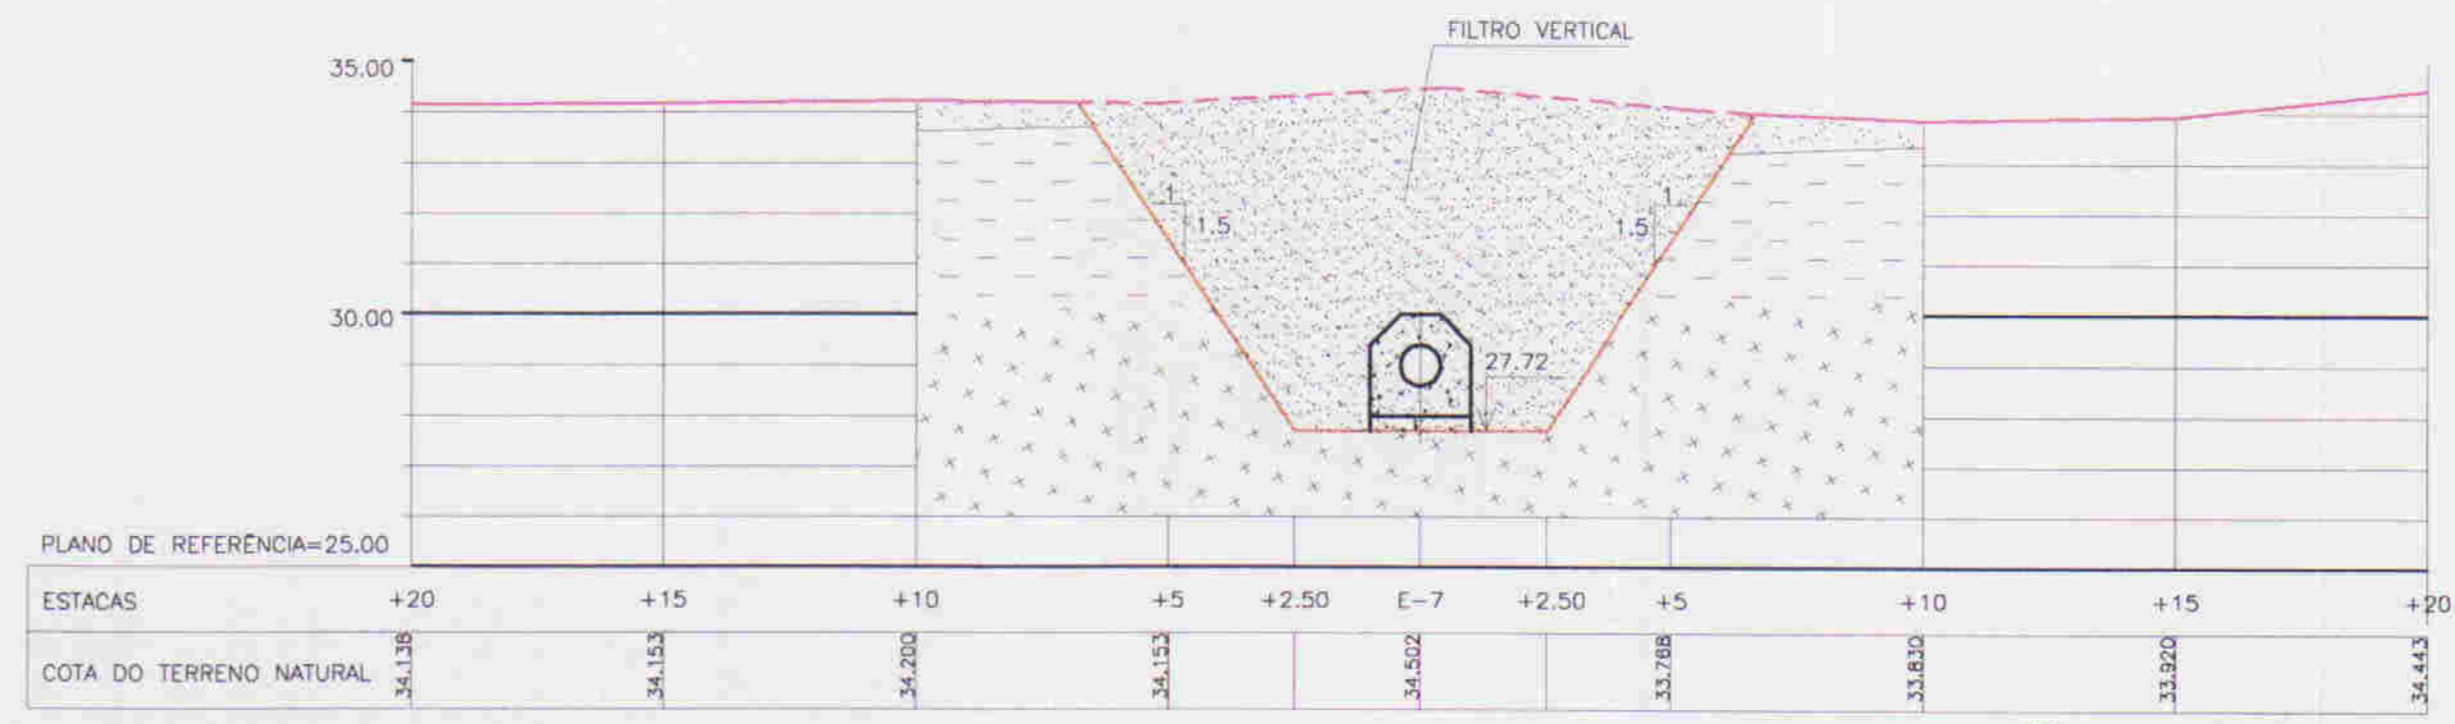 FILTRO VERTICAL
35.00
1
1.5
1
1.5
30.00
27.72
PLANO DE REFERÊNCIA=25.00
ESTACAS +20 +15 +10 +5 +2.50 E-7 +2.50 +5 +10 +15 +20
COTA DO TERRENO NATURAL 34.138 34.153 34.200 34.153 34.502 33.768 33.830 33.920 34.443